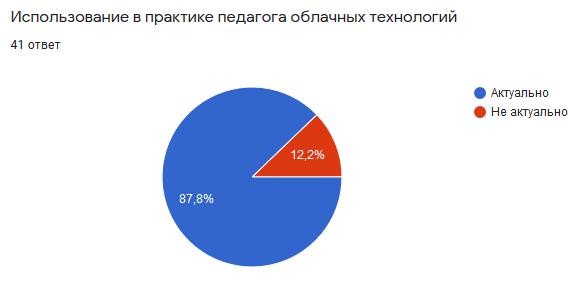 Использование в практике педагога облачных технологий
41 ответ
Актуально
Не актуально
12,2%
87,8%